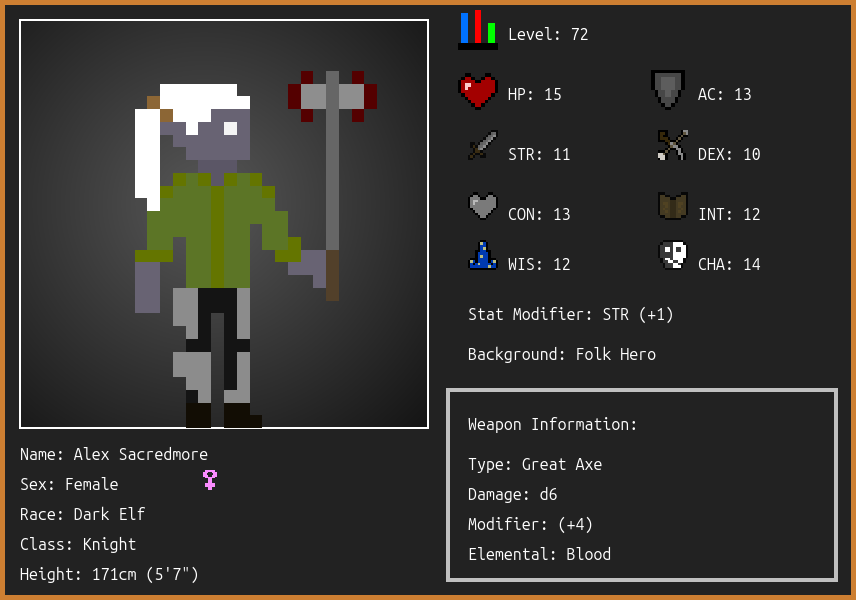 Level: 72
HP: 15
AC: 13
STR: 11
DEX: 10
CON: 13
INT: 12
WIS: 12
CHA: 14
Stat Modifier: STR (+1)
Background: Folk Hero
Weapon Information:
Type: Great Axe
Damage: d6
Modifier: (+4)
Elemental: Blood
Name: Alex Sacredmore
Sex: Female
Race: Dark Elf
Class: Knight
Height: 171cm (5'7")